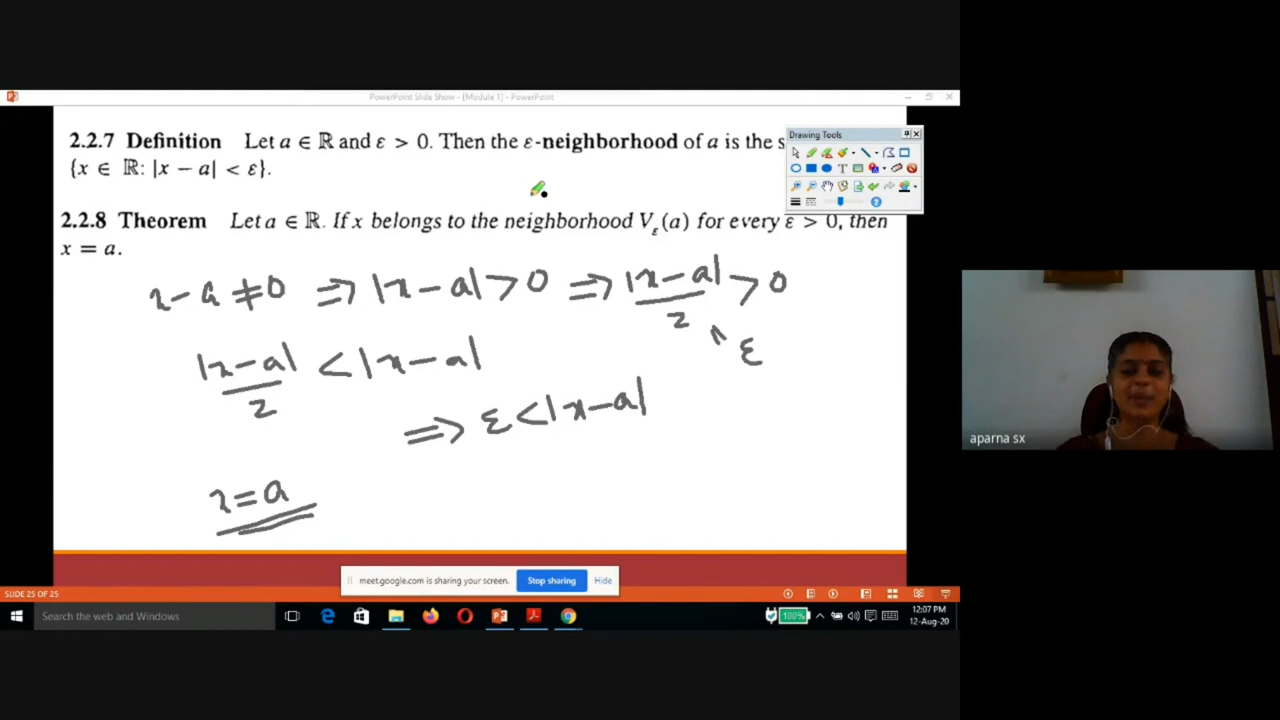 PowerPoint Slide Show - [Module 1] - PowerPoint
2.2.7 Definition Let a ∈ ℝ and ε > 0. Then the ε-neighborhood of a is the s
{x ∈ ℝ: |x − a| < ε}.
Drawing Tools
2.2.8 Theorem Let a ∈ ℝ. If x belongs to the neighborhood Vε(a) for every ε > 0, then
x = a.
x − a ≠ 0 ⇒ |x − a| > 0 ⇒ |x − a|/2 > 0
ε
|x − a|/2 < |x − a|
⇒ ε < |x − a|
x = a
aparna sx
meet.google.com is sharing your screen. Stop sharing Hide
SLIDE 25 OF 25
Search the web and Windows
100%
12:07 PM
12-Aug-20